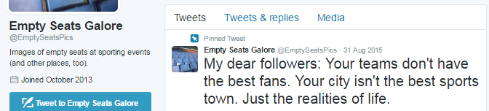 Empty Seats Galore
@EmptySeatsPics
Images of empty seats at sporting events
(and other places, too).
Joined October 2013
Tweet to Empty Seats Galore
Tweets
Tweets & replies
Media
Pinned Tweet
Empty Seats Galore @EmptySeatsPics · 31 Aug 2015
My dear followers: Your teams don't have
the best fans. Your city isn't the best sports
town. Just the realities of life.